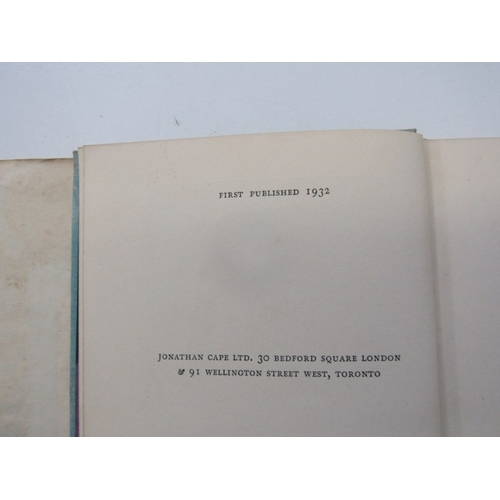 FIRST PUBLISHED 1932
JONATHAN CAPE LTD. 30 BEDFORD SQUARE LONDON
& 91 WELLINGTON STREET WEST, TORONTO